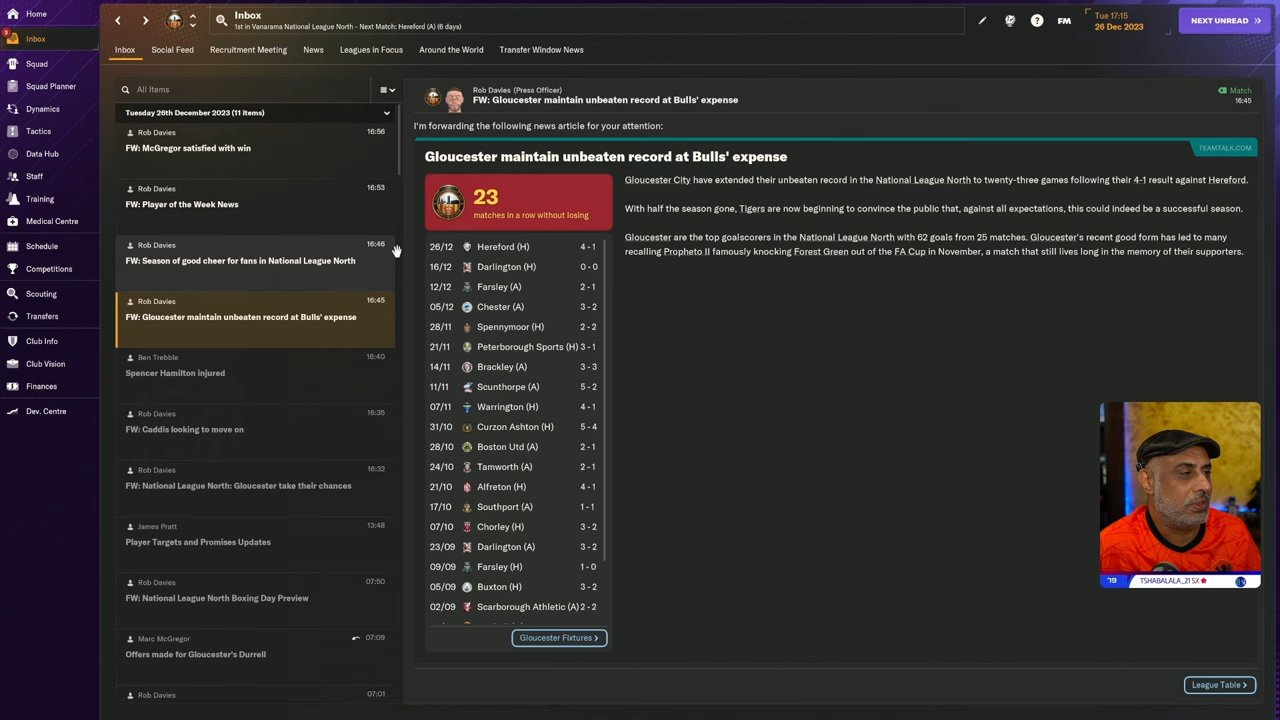 Home
3
Inbox
Squad
Squad Planner
Dynamics
Tactics
Data Hub
Staff
Training
Medical Centre
Schedule
Competitions
Scouting
Transfers
Club Info
Club Vision
Finances
Dev. Centre
Inbox
1st in Vanarama National League North - Next Match: Hereford (A) (6 days)
?
FM
Tue 17:15
26 Dec 2023
NEXT UNREAD
Inbox
Social Feed
Recruitment Meeting
News
Leagues in Focus
Around the World
Transfer Window News
All Items
Tuesday 26th December 2023 (11 items)
Rob Davies 16:56
FW: McGregor satisfied with win
Rob Davies 16:53
FW: Player of the Week News
Rob Davies 16:46
FW: Season of good cheer for fans in National League North
Rob Davies 16:45
FW: Gloucester maintain unbeaten record at Bulls' expense
Ben Trebble 16:40
Spencer Hamilton injured
Rob Davies 16:35
FW: Caddis looking to move on
Rob Davies 16:32
FW: National League North: Gloucester take their chances
James Pratt 13:48
Player Targets and Promises Updates
Rob Davies 07:50
FW: National League North Boxing Day Preview
Marc McGregor 07:09
Offers made for Gloucester's Durrell
Rob Davies 07:01
Rob Davies (Press Officer)
FW: Gloucester maintain unbeaten record at Bulls' expense
Match
16:45
I'm forwarding the following news article for your attention:
TEAMTALK.COM
Gloucester maintain unbeaten record at Bulls' expense
23
matches in a row without losing
26/12 Hereford (H) 4 - 1
16/12 Darlington (H) 0 - 0
12/12 Farsley (A) 2 - 1
05/12 Chester (A) 3 - 2
28/11 Spennymoor (H) 2 - 2
21/11 Peterborough Sports (H) 3 - 1
14/11 Brackley (A) 3 - 3
11/11 Scunthorpe (A) 5 - 2
07/11 Warrington (H) 4 - 1
31/10 Curzon Ashton (H) 5 - 4
28/10 Boston Utd (A) 2 - 1
24/10 Tamworth (A) 2 - 1
21/10 Alfreton (H) 4 - 1
17/10 Southport (A) 1 - 1
07/10 Chorley (H) 3 - 2
23/09 Darlington (A) 3 - 2
09/09 Farsley (H) 1 - 0
05/09 Buxton (H) 3 - 2
02/09 Scarborough Athletic (A) 2 - 2
Gloucester Fixtures
Gloucester City have extended their unbeaten record in the National League North to twenty-three games following their 4-1 result against Hereford.
With half the season gone, Tigers are now beginning to convince the public that, against all expectations, this could indeed be a successful season.
Gloucester are the top goalscorers in the National League North with 62 goals from 25 matches. Gloucester's recent good form has led to many
recalling Propheto II famously knocking Forest Green out of the FA Cup in November, a match that still lives long in the memory of their supporters.
79 TSHABALALA_21 SX
League Table